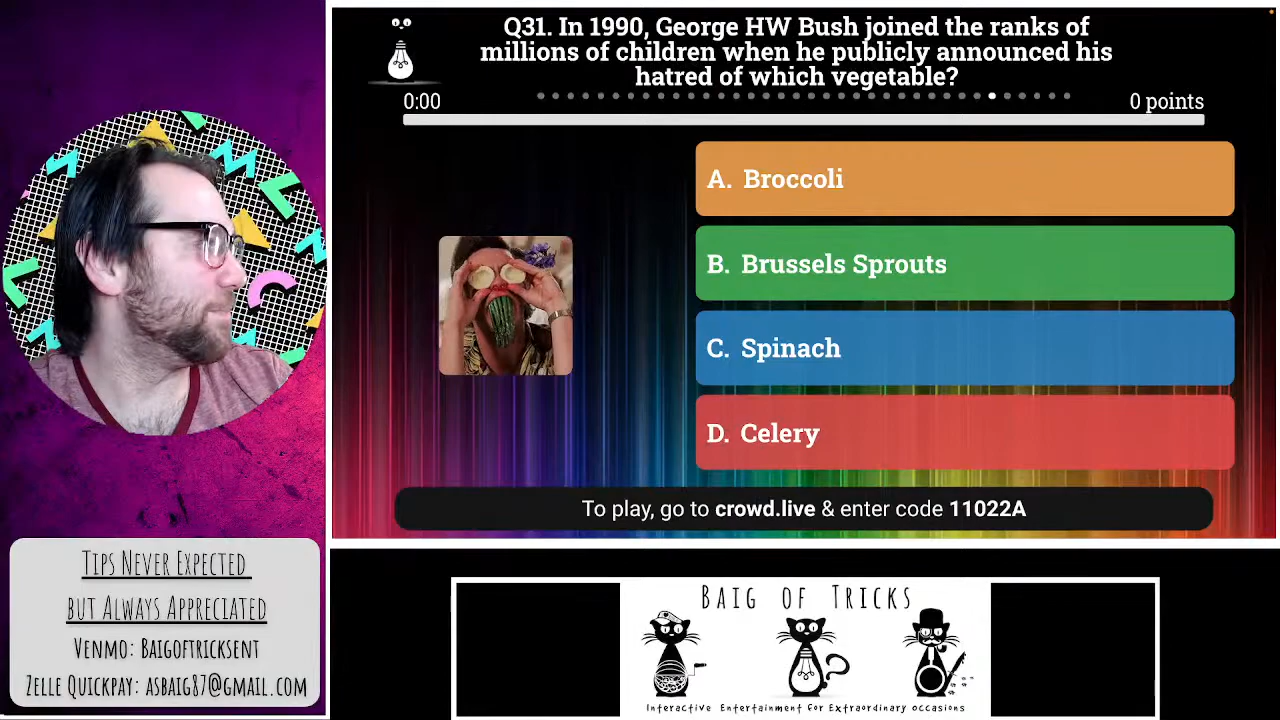 Q31. In 1990, George HW Bush joined the ranks of
millions of children when he publicly announced his
hatred of which vegetable?
0:00
0 points
A. Broccoli
B. Brussels Sprouts
C. Spinach
D. Celery
To play, go to crowd.live & enter code 11022A
Tips Never Expected
but Always Appreciated
Venmo: Baigoftricksent
Zelle Quickpay: asbaig87@gmail.com
Baig of Tricks
Interactive Entertainment for Extraordinary Occasions